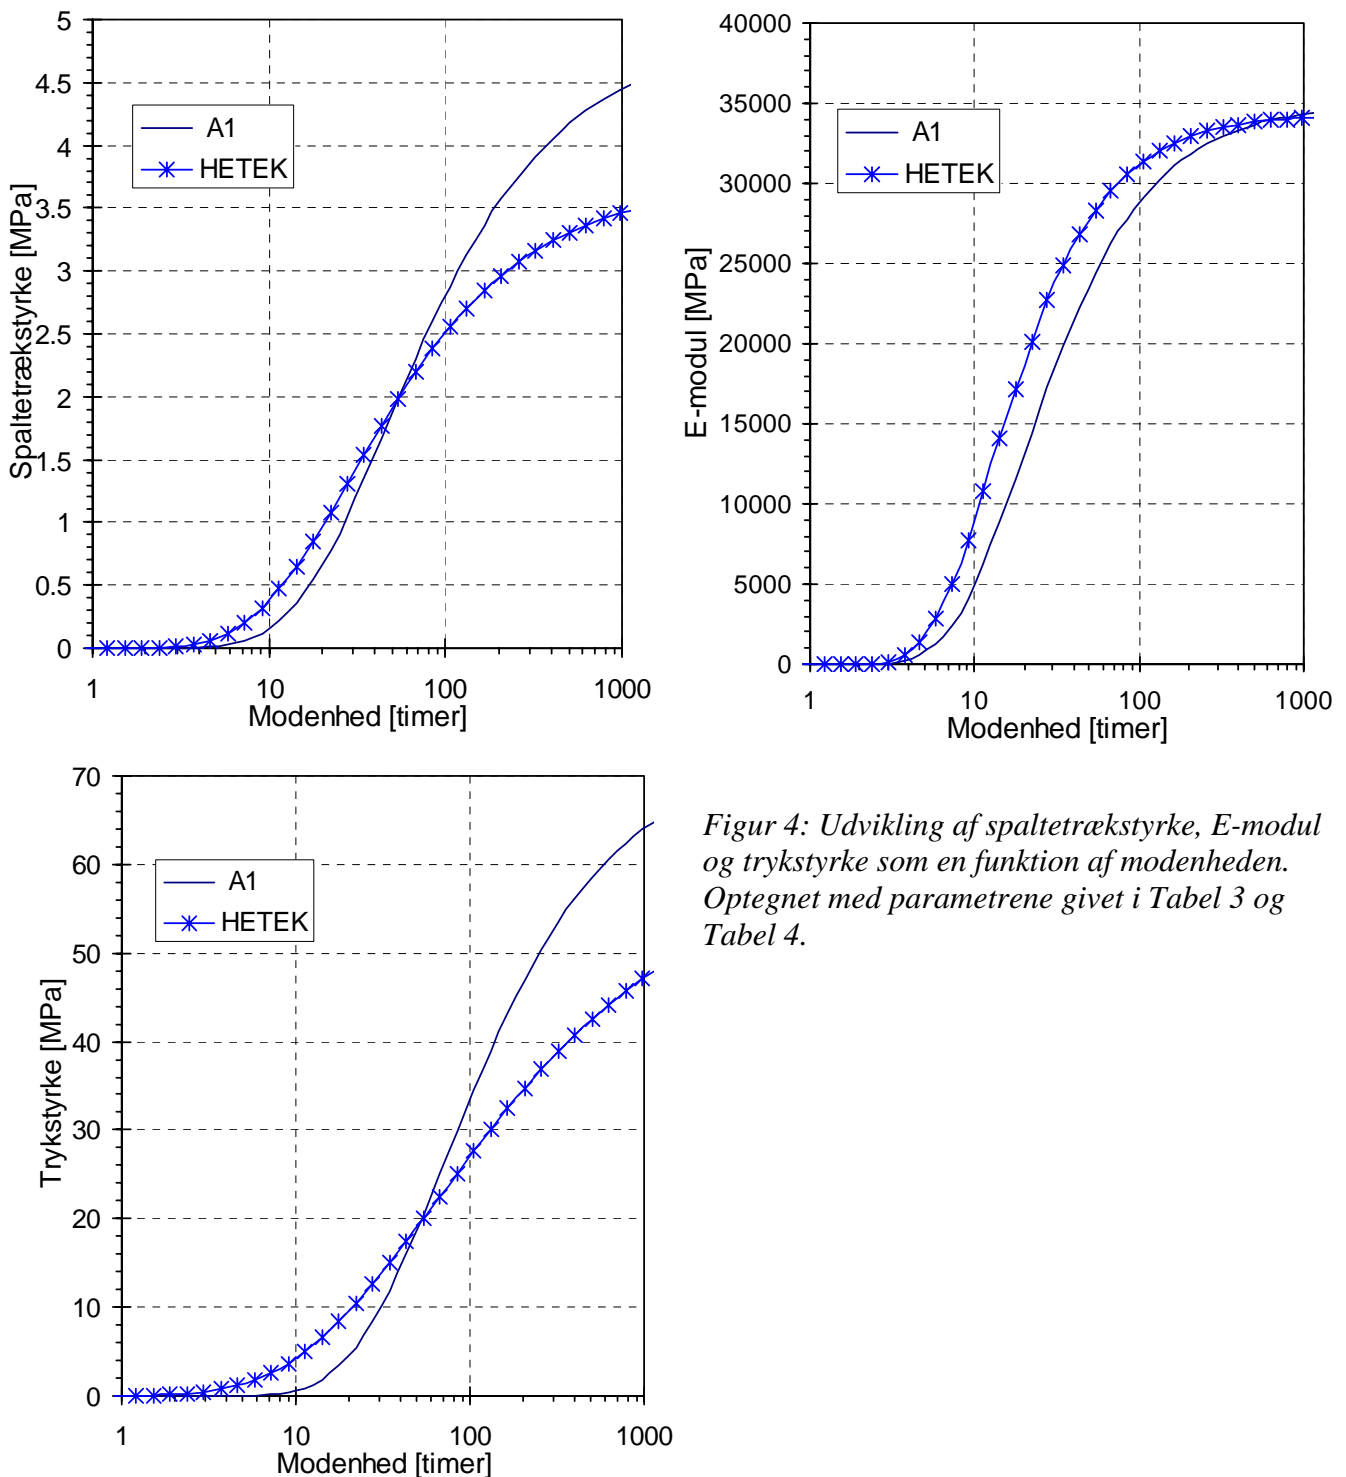 5
4.5
4
3.5
3
2.5
2
1.5
1
0.5
0
Spaltetrækstyrke [MPa]
A1
HETEK
1
10
100
1000
Modenhed [timer]
40000
35000
30000
25000
20000
15000
10000
5000
0
E-modul [MPa]
A1
HETEK
1
10
100
1000
Modenhed [timer]
70
60
50
40
30
20
10
0
Trykstyrke [MPa]
A1
HETEK
1
10
100
1000
Modenhed [timer]
Figur 4: Udvikling af spaltetrækstyrke, E-modul
og trykstyrke som en funktion af modenheden.
Optegnet med parametrene givet i Tabel 3 og
Tabel 4.